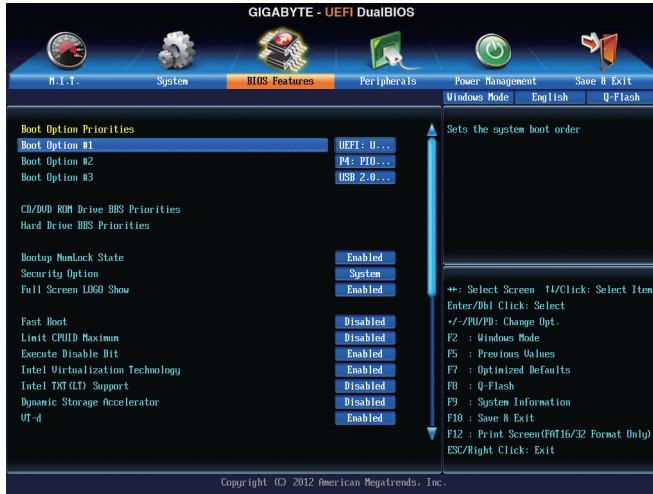 GIGABYTE - UEFI DualBIOS
M.I.T. System BIOS Features Peripherals Power Management Save & Exit
Windows Mode English Q-Flash
Boot Option Priorities
Boot Option #1 UEFI: U...
Boot Option #2 P4: PIO...
Boot Option #3 USB 2.0...
CD/DVD ROM Drive BBS Priorities
Hard Drive BBS Priorities
Bootup NumLock State Enabled
Security Option System
Full Screen LOGO Show Enabled
Fast Boot Disabled
Limit CPUID Maximum Disabled
Execute Disable Bit Enabled
Intel Virtualization Technology Enabled
Intel TXT(LT) Support Disabled
Dynamic Storage Accelerator Disabled
VT-d Enabled
Sets the system boot order
→←: Select Screen ↑↓/Click: Select Item
Enter/Dbl Click: Select
+/-/PU/PD: Change Opt.
F2 : Windows Mode
F5 : Previous Values
F7 : Optimized Defaults
F8 : Q-Flash
F9 : System Information
F10 : Save & Exit
F12 : Print Screen(FAT16/32 Format Only)
ESC/Right Click: Exit
Copyright (C) 2012 American Megatrends, Inc.